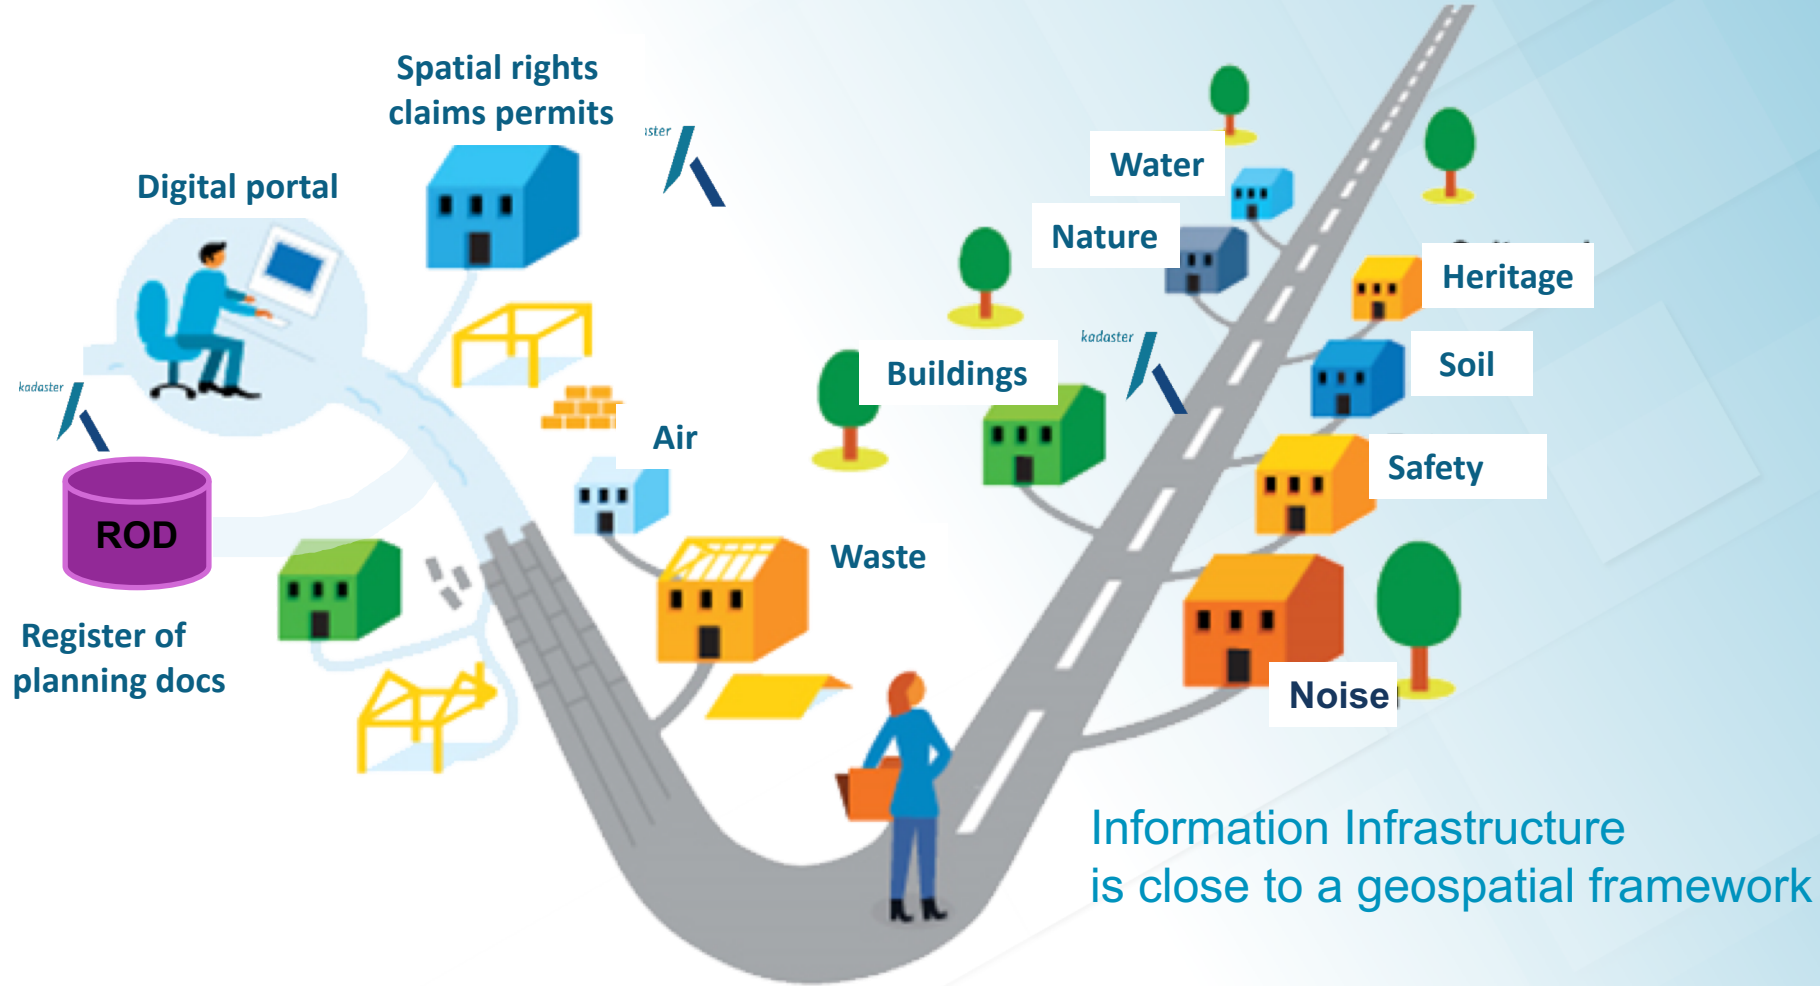 Spatial rights
claims permits
Digital portal
kadaster
ROD
Register of
planning docs
Air
Waste
Water
Nature
Buildings
kadaster
Heritage
Soil
Safety
Noise
Information Infrastructure
is close to a geospatial framework